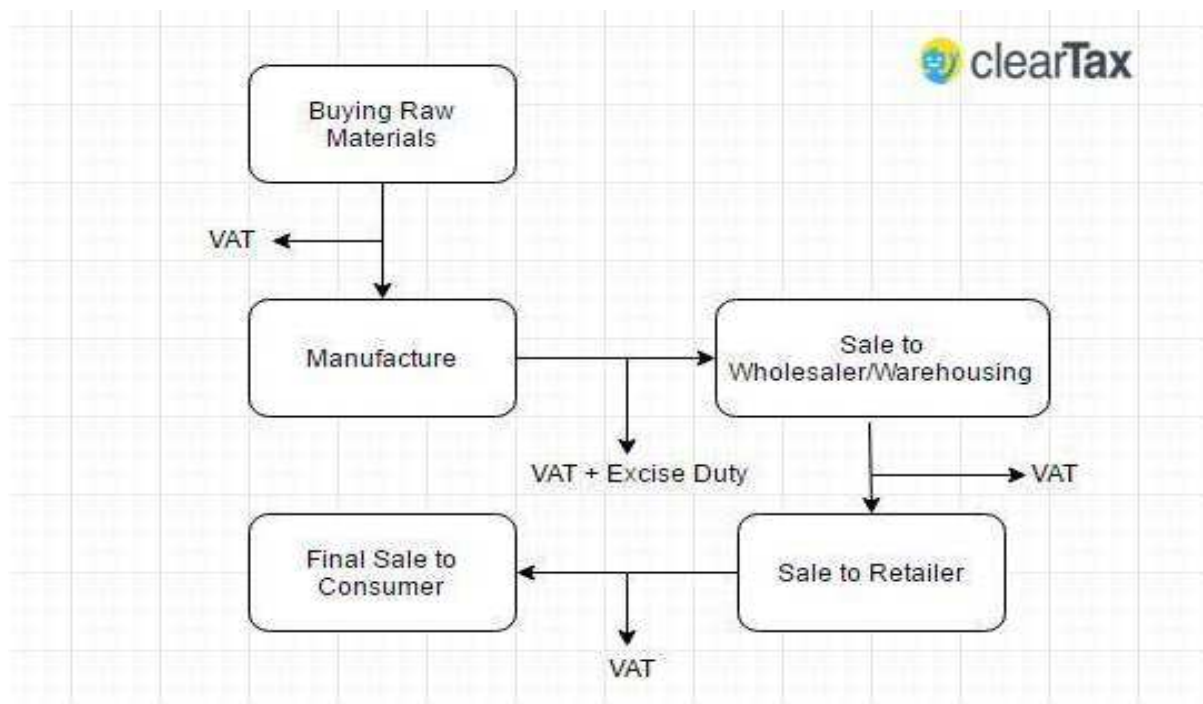 clearTax
Buying Raw
Materials
VAT
Manufacture
Sale to
Wholesaler/Warehousing
VAT + Excise Duty
VAT
Sale to Retailer
Final Sale to
Consumer
VAT